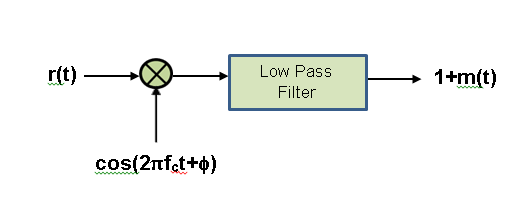 r(t)
Low Pass
Filter
1+m(t)
cos(2πfct+ϕ)